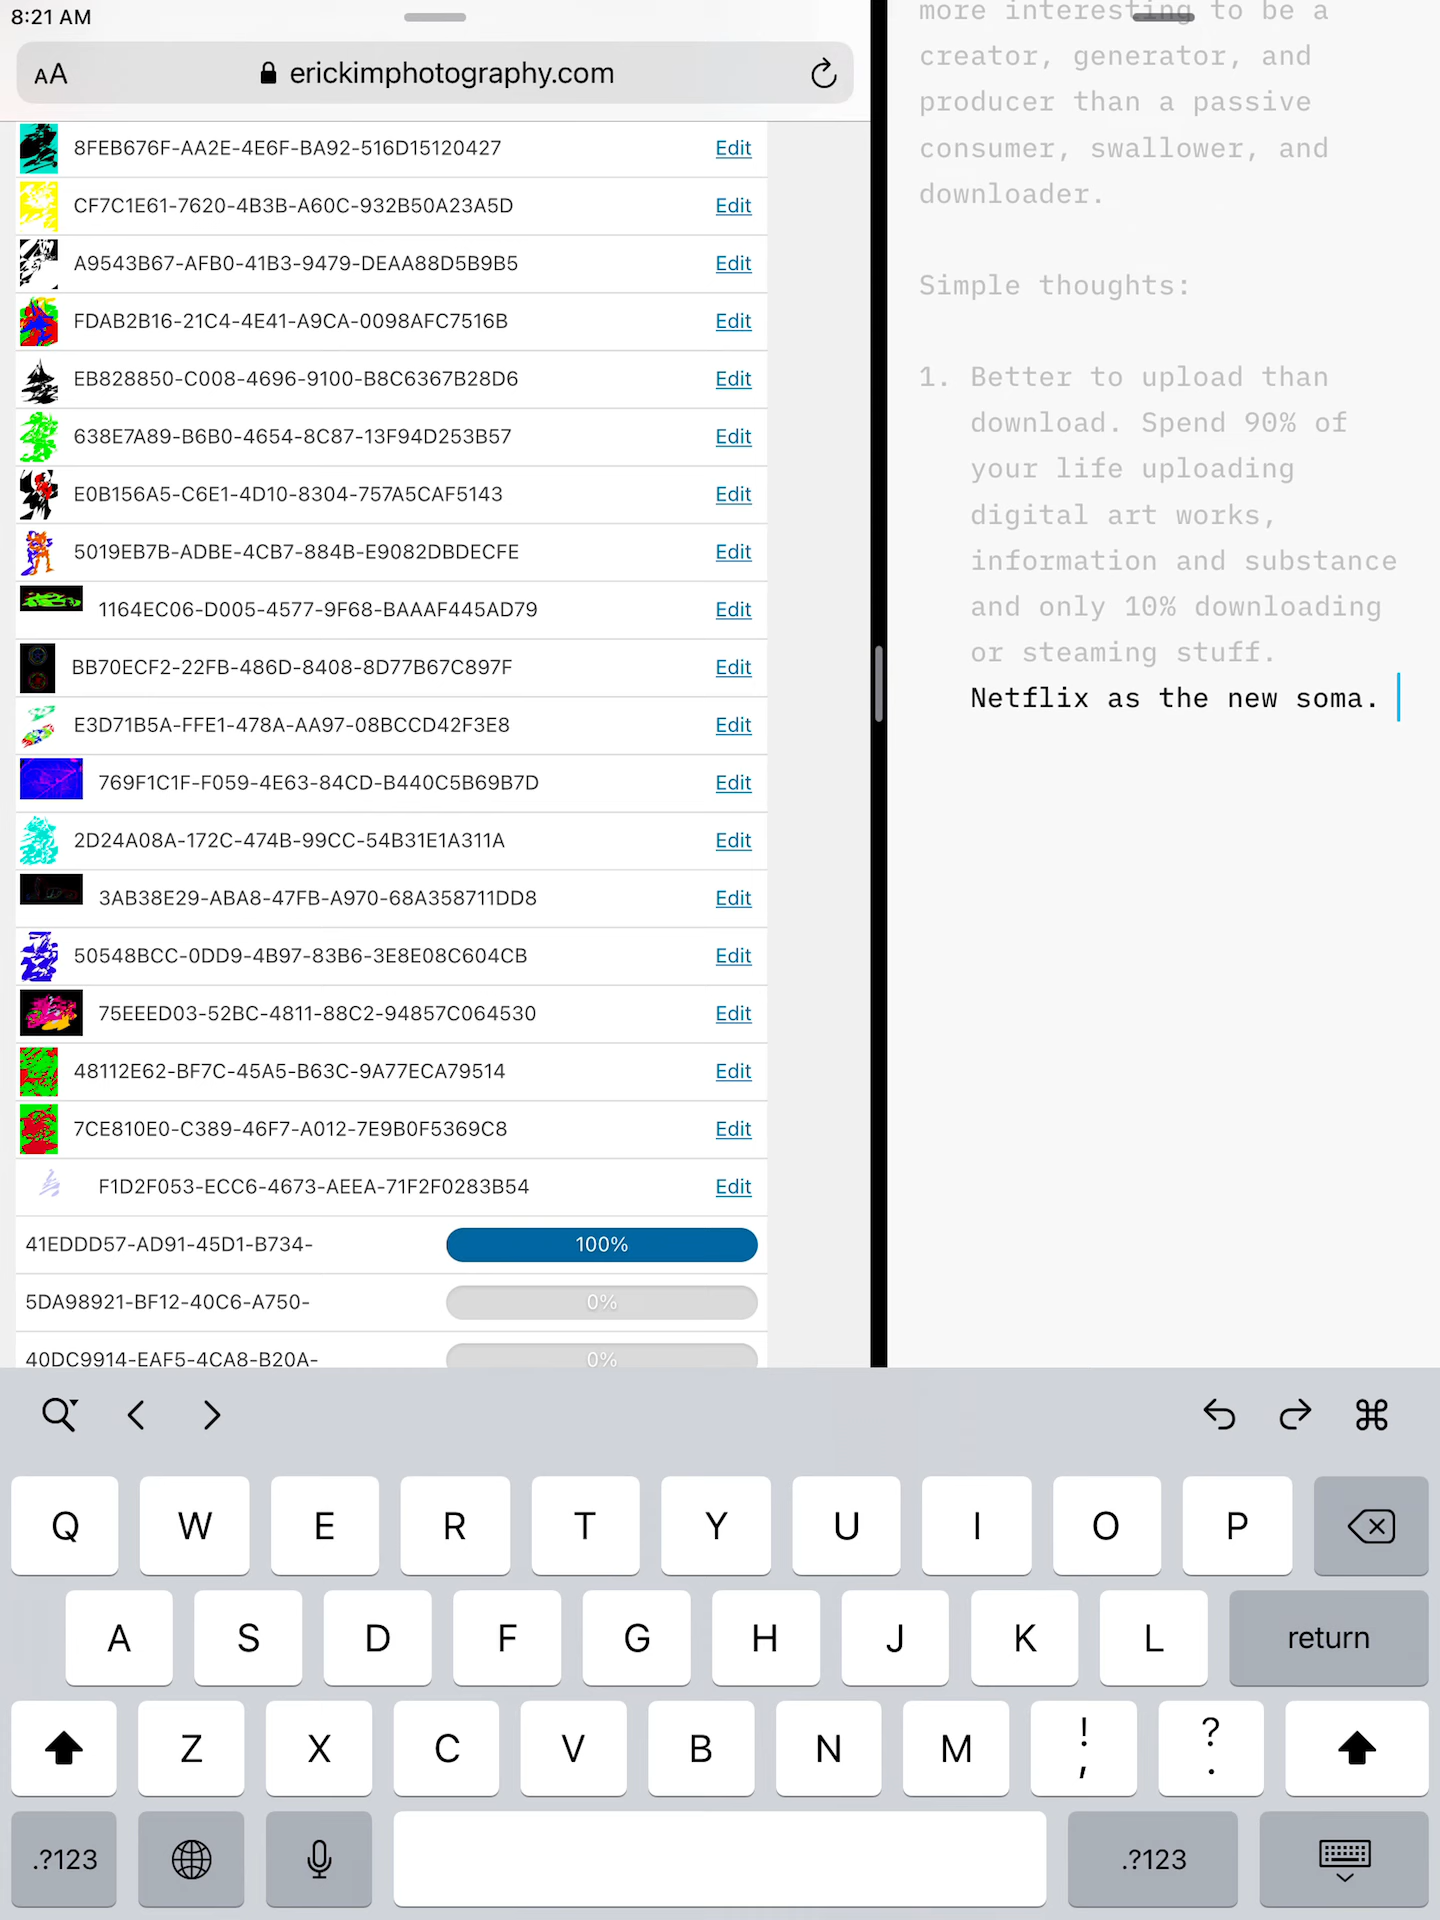 8:21 AM
AA
erickimphotography.com
8FEB676F-AA2E-4E6F-BA92-516D15120427 Edit
CF7C1E61-7620-4B3B-A60C-932B50A23A5D Edit
A9543B67-AFB0-41B3-9479-DEAA88D5B9B5 Edit
FDAB2B16-21C4-4E41-A9CA-0098AFC7516B Edit
EB828850-C008-4696-9100-B8C6367B28D6 Edit
638E7A89-B6B0-4654-8C87-13F94D253B57 Edit
E0B156A5-C6E1-4D10-8304-757A5CAF5143 Edit
5019EB7B-ADBE-4CB7-884B-E9082DBDECFE Edit
1164EC06-D005-4577-9F68-BAAAF445AD79 Edit
BB70ECF2-22FB-486D-8408-8D77B67C897F Edit
E3D71B5A-FFE1-478A-AA97-08BCCD42F3E8 Edit
769F1C1F-F059-4E63-84CD-B440C5B69B7D Edit
2D24A08A-172C-474B-99CC-54B31E1A311A Edit
3AB38E29-ABA8-47FB-A970-68A358711DD8 Edit
50548BCC-0DD9-4B97-83B6-3E8E08C604CB Edit
75EEED03-52BC-4811-88C2-94857C064530 Edit
48112E62-BF7C-45A5-B63C-9A77ECA79514 Edit
7CE810E0-C389-46F7-A012-7E9B0F5369C8 Edit
F1D2F053-ECC6-4673-AEEA-71F2F0283B54 Edit
41EDDD57-AD91-45D1-B734- 100%
5DA98921-BF12-40C6-A750- 0%
40DC9914-EAF5-4CA8-B20A- 0%
more interesting to be a
creator, generator, and
producer than a passive
consumer, swallower, and
downloader.
Simple thoughts:
1. Better to upload than
download. Spend 90% of
your life uploading
digital art works,
information and substance
and only 10% downloading
or steaming stuff.
Netflix as the new soma.
Q W E R T Y U I O P
A S D F G H J K L return
Z X C V B N M ! , ? .
.?123 .?123